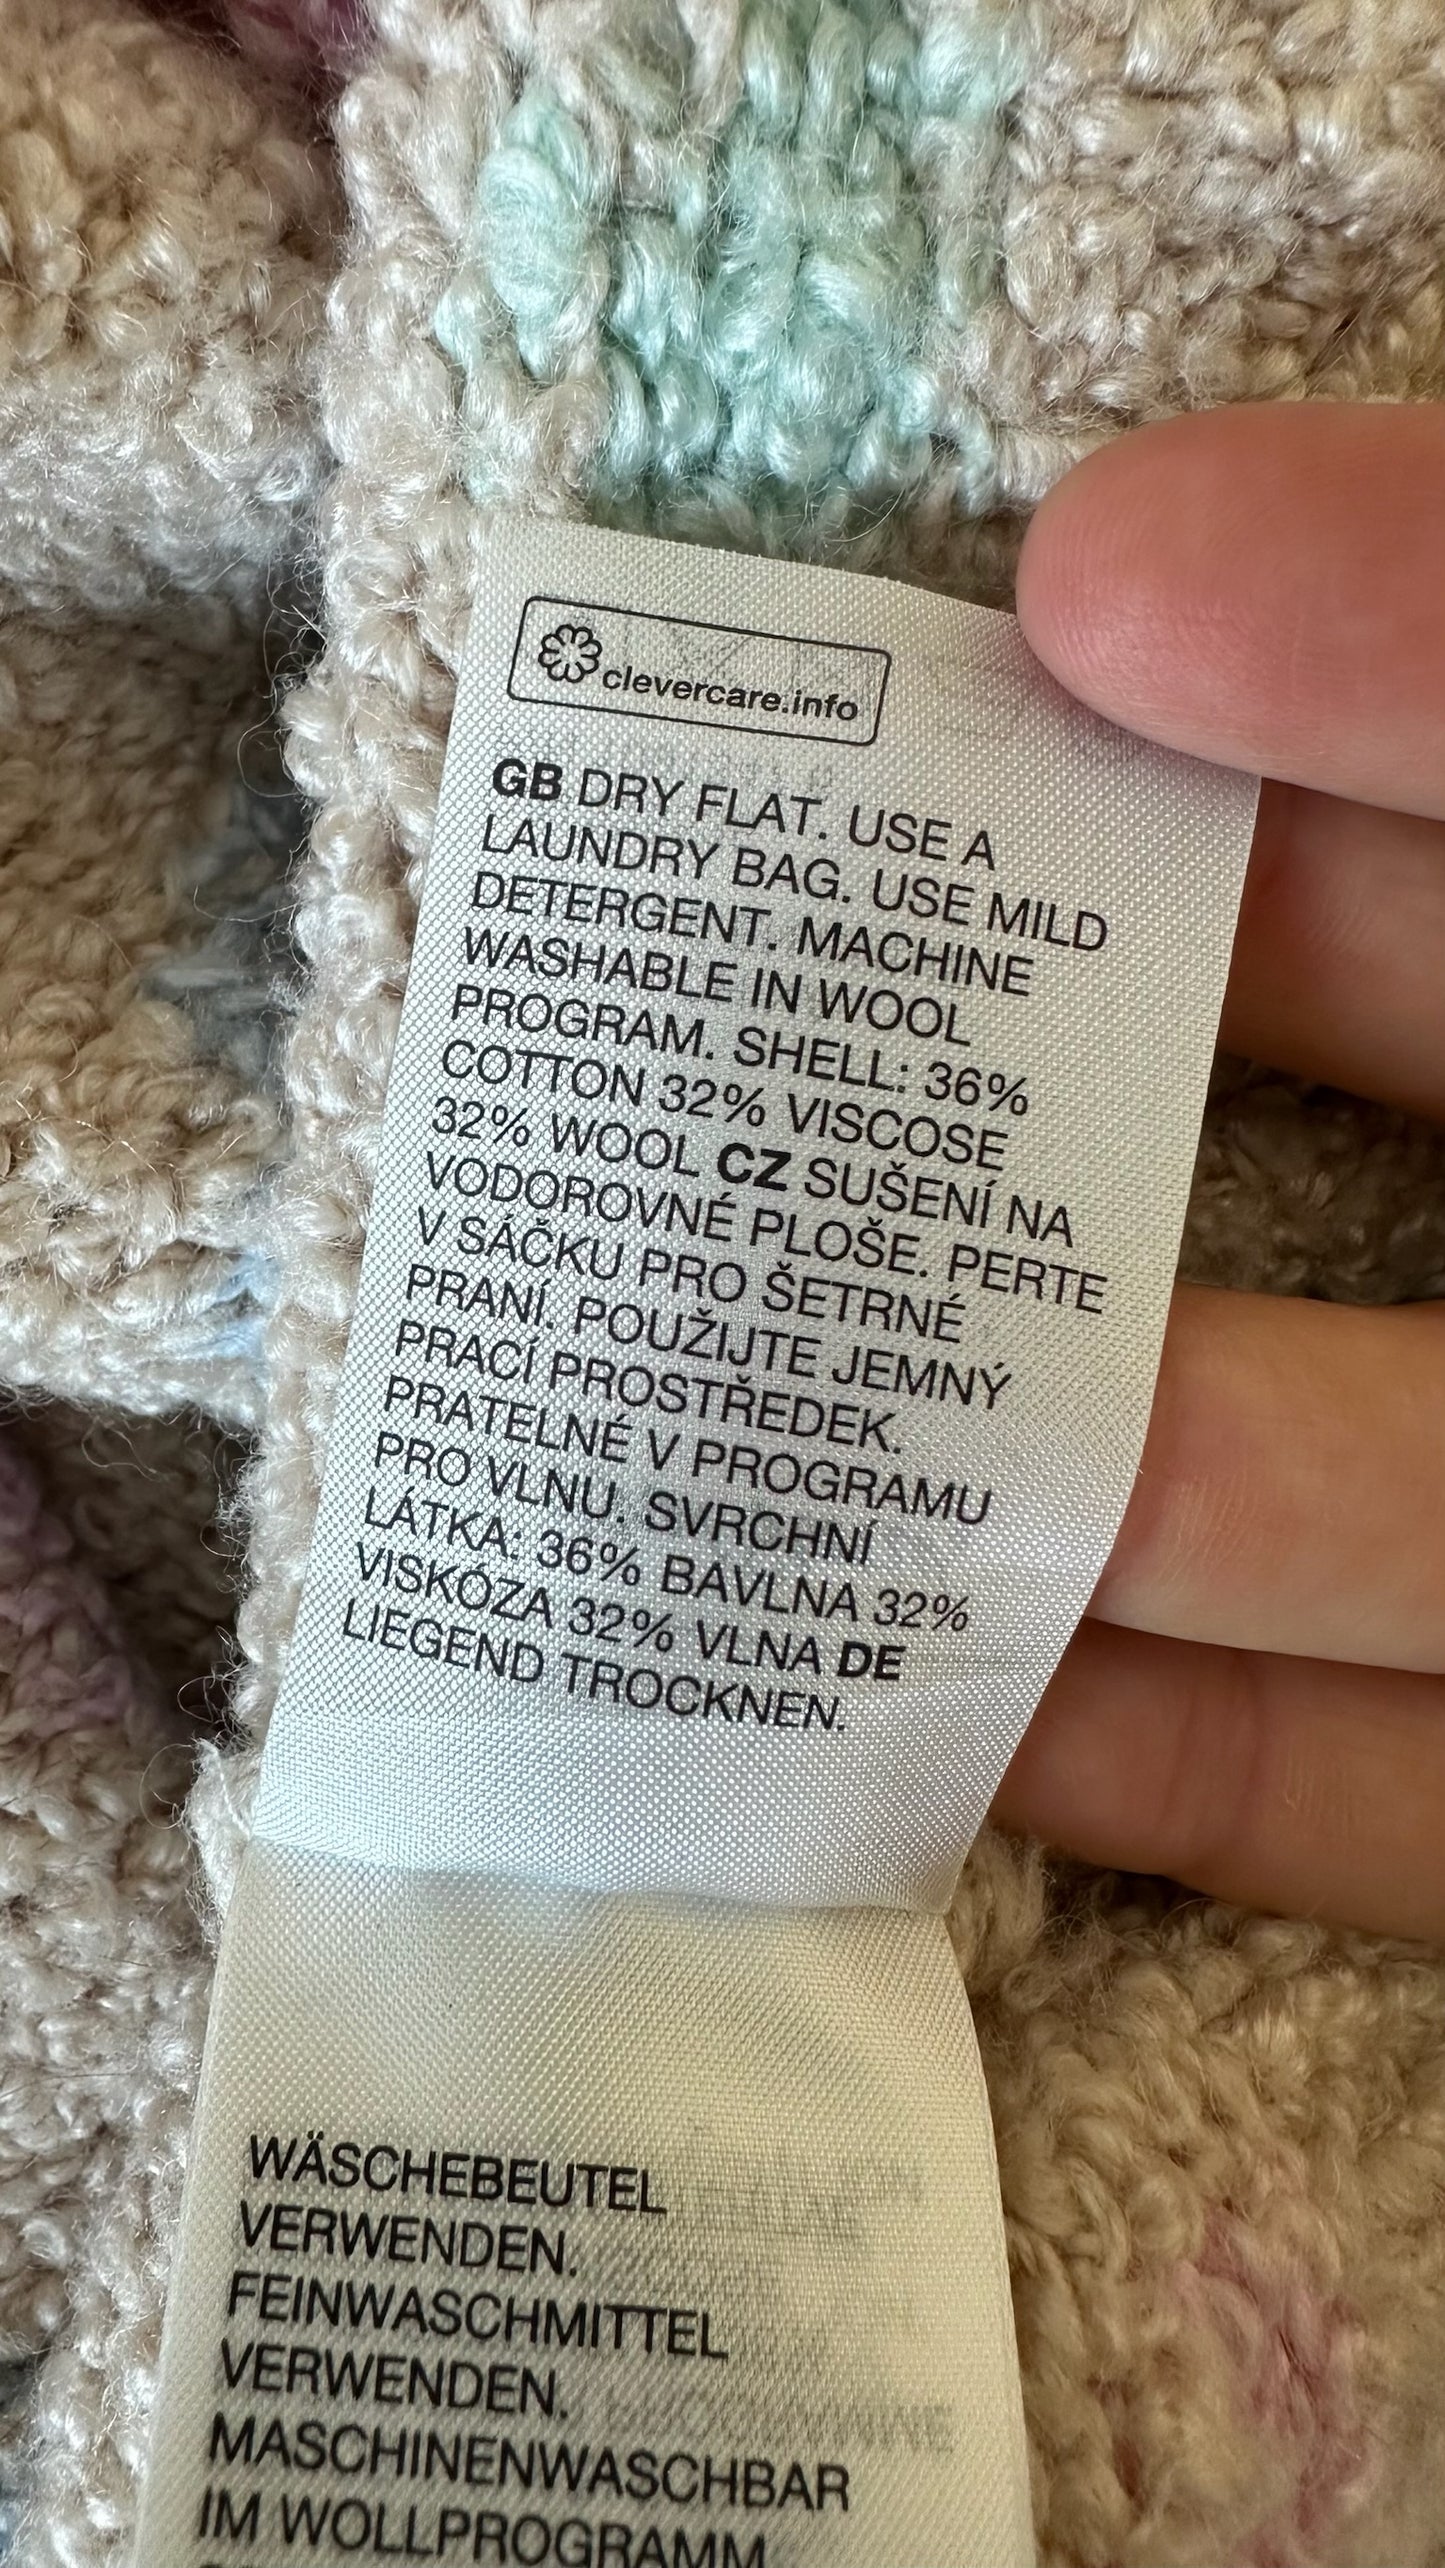 clevercare.info
GB DRY FLAT. USE A
LAUNDRY BAG. USE MILD
DETERGENT. MACHINE
WASHABLE IN WOOL
PROGRAM. SHELL: 36%
COTTON 32% VISCOSE
32% WOOL CZ SUŠENÍ NA
VODOROVNÉ PLOŠE. PERTE
V SÁČKU PRO ŠETRNÉ
PRANÍ. POUŽIJTE JEMNÝ
PRACÍ PROSTŘEDEK.
PRATELNÉ V PROGRAMU
PRO VLNU. SVRCHNÍ
LÁTKA: 36% BAVLNA 32%
VISKÓZA 32% VLNA DE
LIEGEND TROCKNEN.
WÄSCHEBEUTEL
VERWENDEN.
FEINWASCHMITTEL
VERWENDEN.
MASCHINENWASCHBAR
IM WOLLPROGRAMM